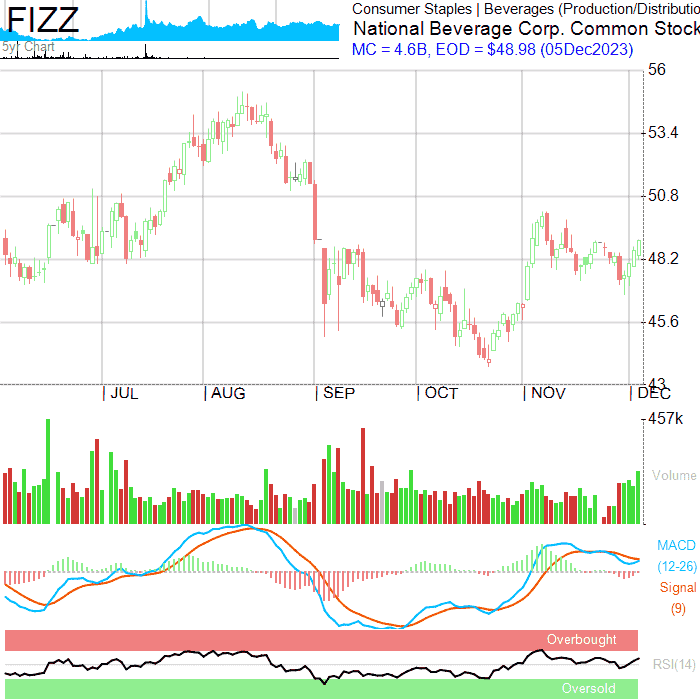 FIZZ
5yr Chart
Consumer Staples | Beverages (Production/Distributio
National Beverage Corp. Common Stock
MC = 4.6B, EOD = $48.98 (05Dec2023)
56
53.4
50.8
48.2
45.6
43
JUL AUG SEP OCT NOV DEC
457k
Volume
MACD
(12-26)
Signal
(9)
Overbought
RSI(14)
Oversold